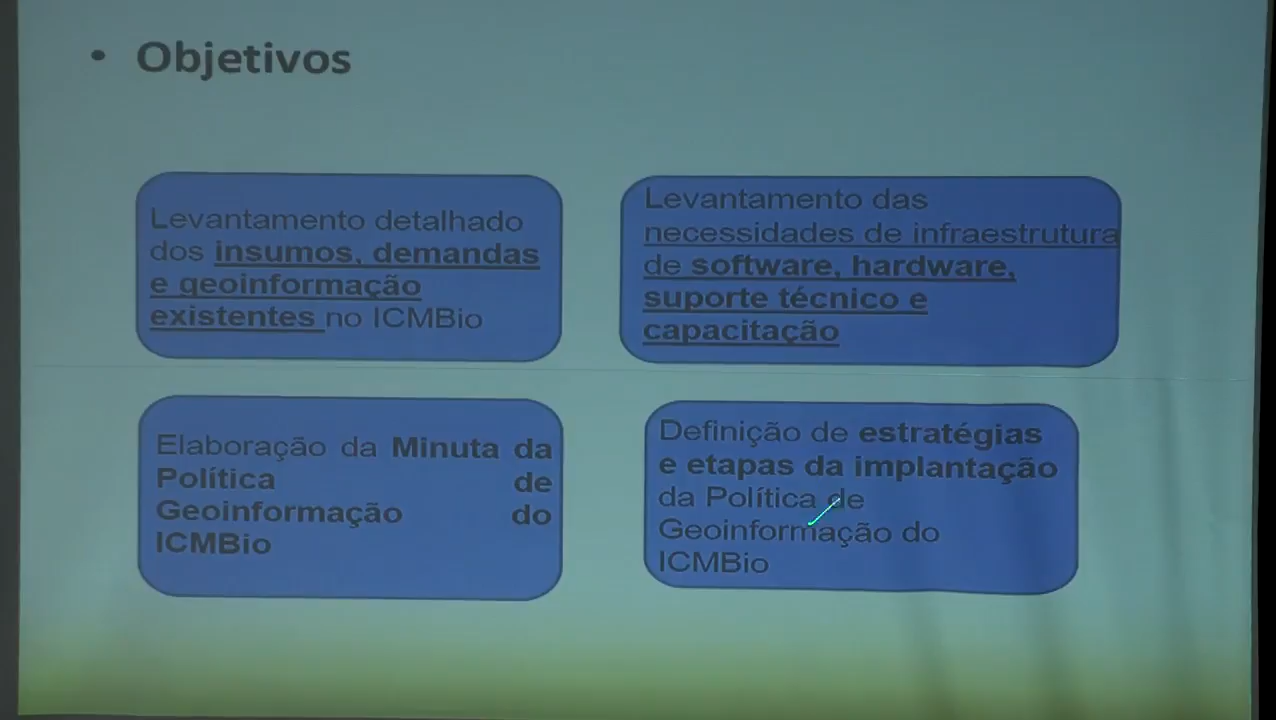 • Objetivos
Levantamento detalhado
dos insumos, demandas
e geoinformação
existentes no ICMBio
Levantamento das
necessidades de infraestrutura
de software, hardware,
suporte técnico e
capacitação
Elaboração da Minuta da
Política de
Geoinformação do
ICMBio
Definição de estratégias
e etapas da implantação
da Política de
Geoinformação do
ICMBio